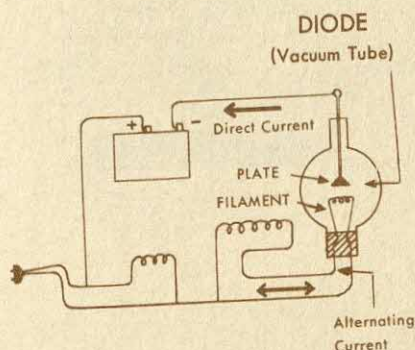 DIODE
(Vacuum Tube)
+
-
Direct Current
PLATE
FILAMENT
Alternating
Current